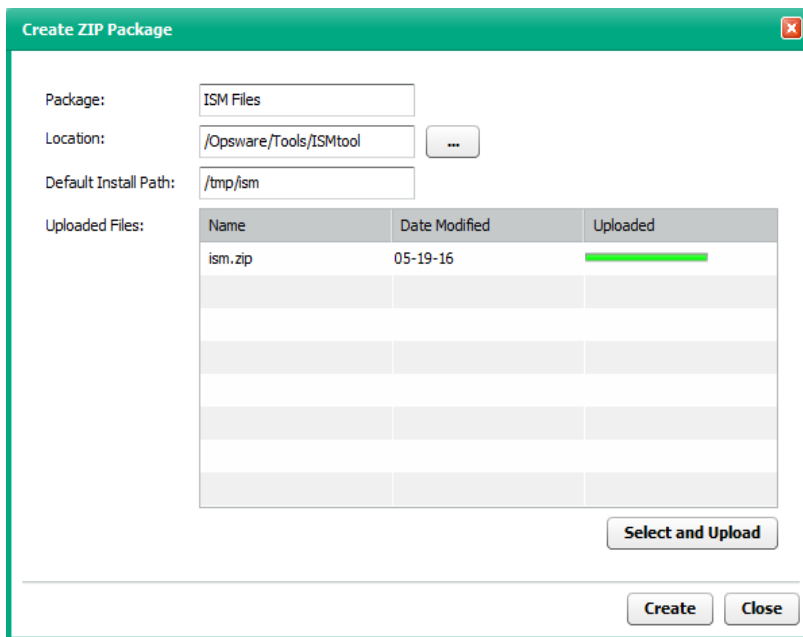 Create ZIP Package
Package: ISM Files
Location: /Opsware/Tools/ISMtool ...
Default Install Path: /tmp/ism
Uploaded Files: Name Date Modified Uploaded
ism.zip 05-19-16
Select and Upload
Create Close